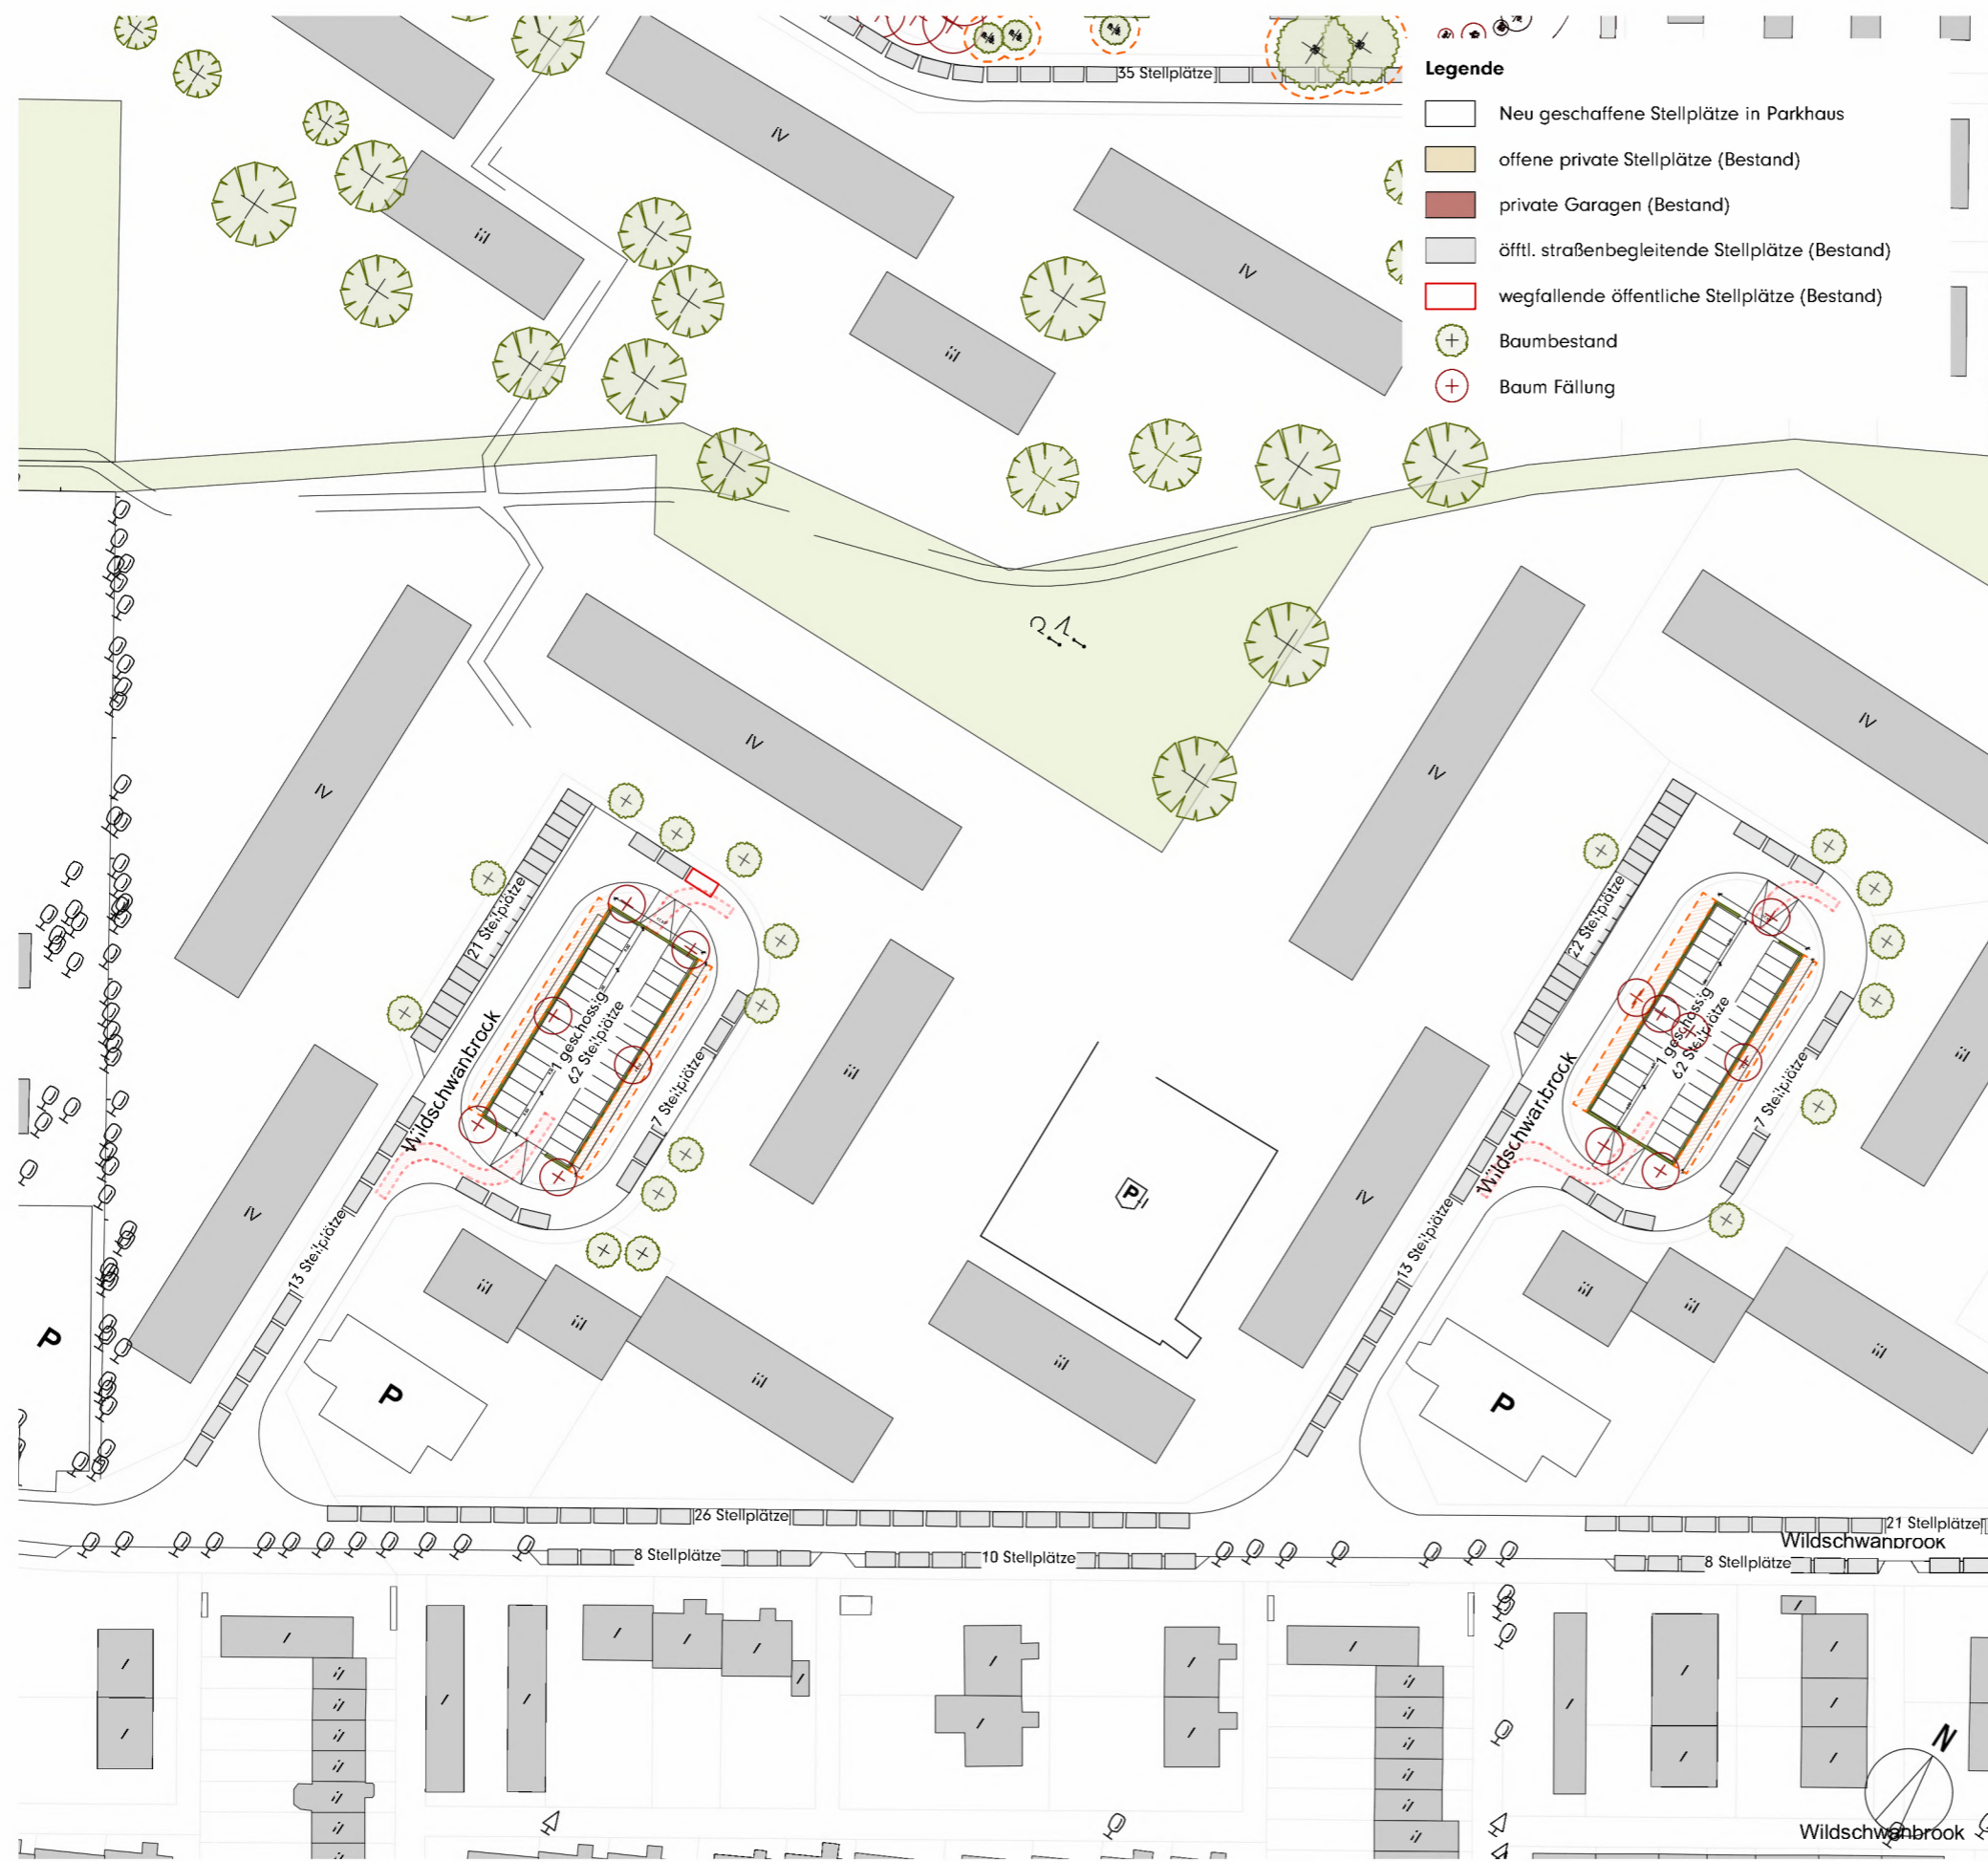 35 Stellplätze
Legende
Neu geschaffene Stellplätze in Parkhaus
offene private Stellplätze (Bestand)
private Garagen (Bestand)
öfftl. straßenbegleitende Stellplätze (Bestand)
wegfallende öffentliche Stellplätze (Bestand)
Baumbestand
Baum Fällung
IV
III
IV
III
IV
IV
IV
IV
IV
21 Stellplätze
22 Stellplätze
1 geschossig
62 Stellplätze
1 geschossig
62 Stellplätze
Wildschwanbrock
Wildschwanbrock
7 Stellplätze
7 Stellplätze
III
III
IV
IV
P
13 Stellplätze
13 Stellplätze
III
III
III
III
III
III
III
P
P
P
26 Stellplätze
21 Stellplätze
Wildschwanbrock
8 Stellplätze
10 Stellplätze
8 Stellplätze
N
Wildschwanbrock